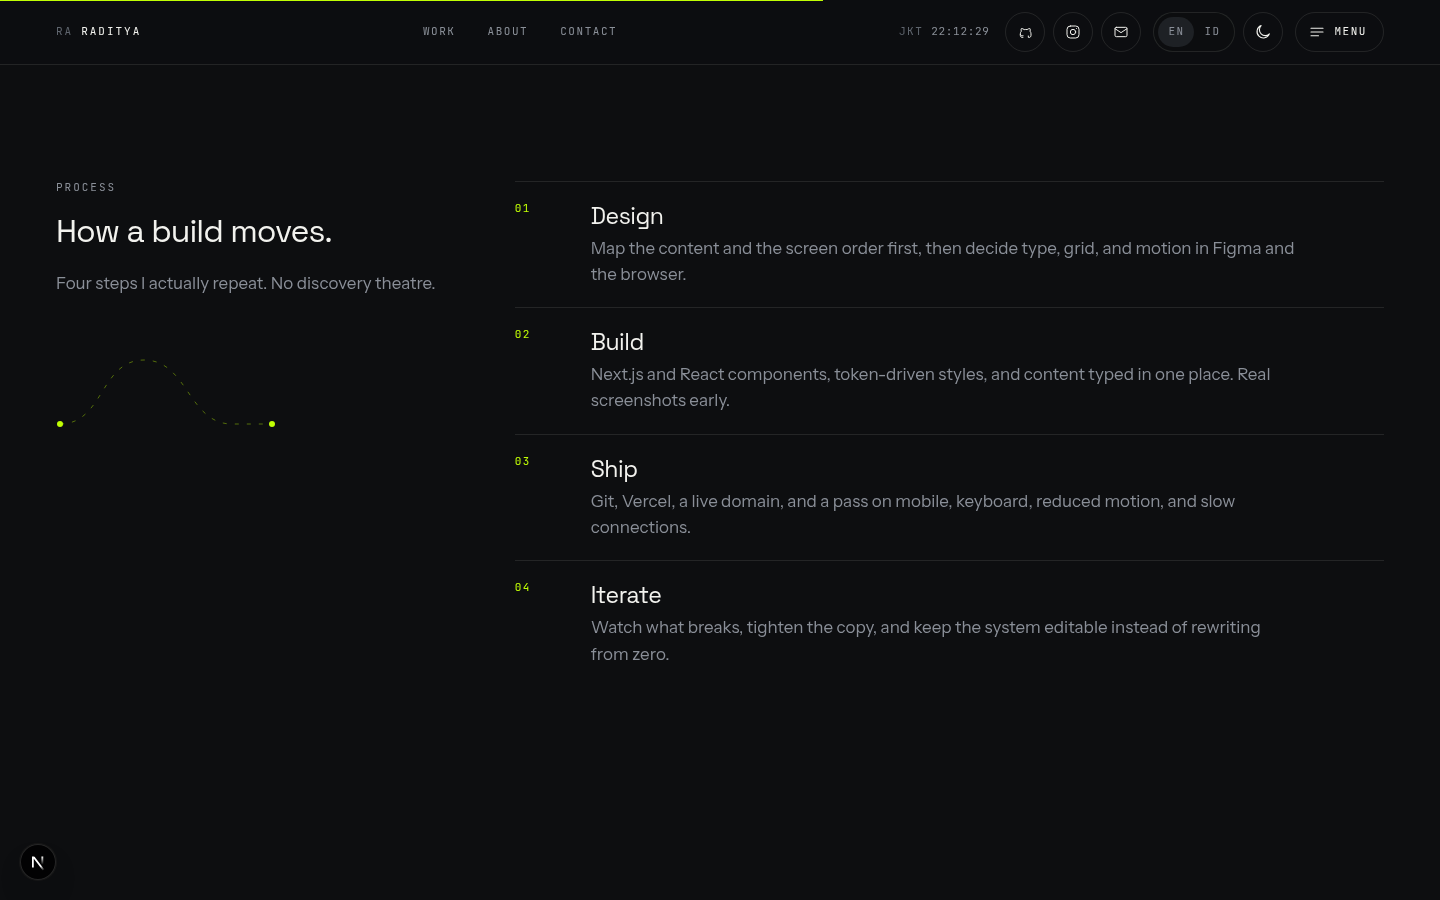 RA RADITYA
WORK ABOUT CONTACT
JKT 22:12:29
EN ID
MENU
PROCESS
How a build moves.
Four steps I actually repeat. No discovery theatre.
01
Design
Map the content and the screen order first, then decide type, grid, and motion in Figma and
the browser.
02
Build
Next.js and React components, token-driven styles, and content typed in one place. Real
screenshots early.
03
Ship
Git, Vercel, a live domain, and a pass on mobile, keyboard, reduced motion, and slow
connections.
04
Iterate
Watch what breaks, tighten the copy, and keep the system editable instead of rewriting
from zero.
N